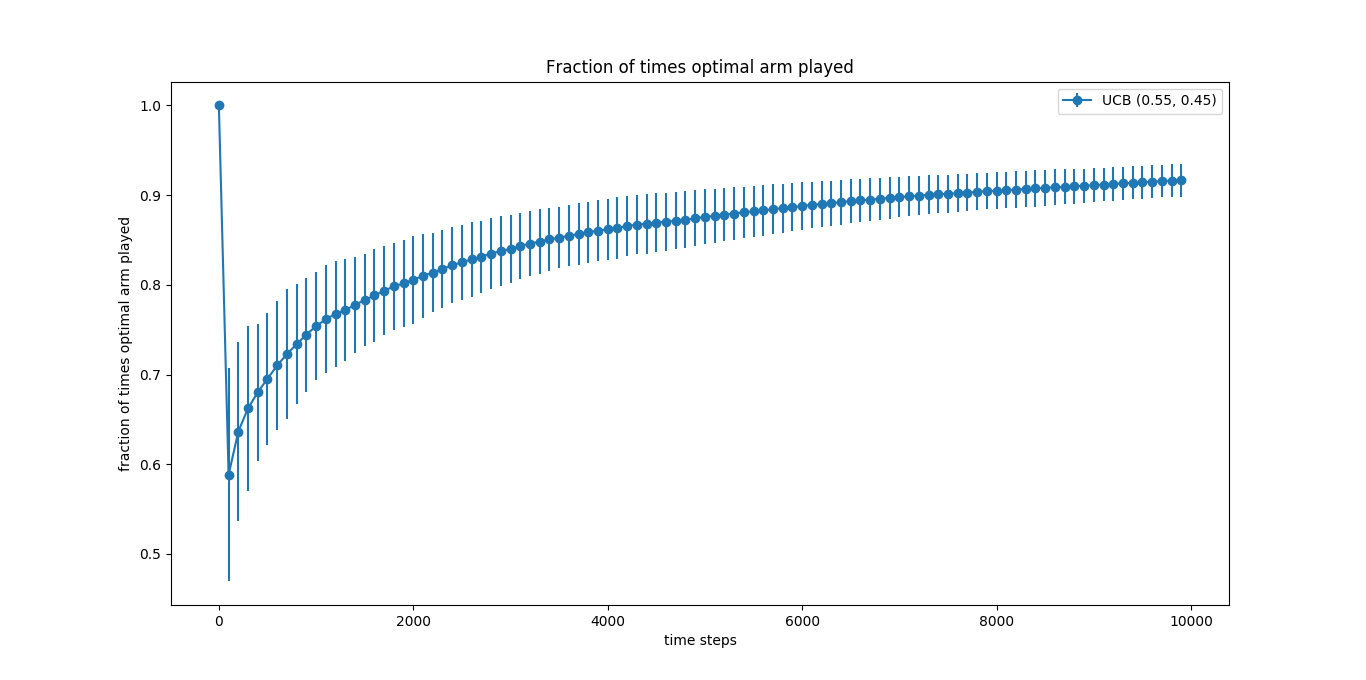 Fraction of times optimal arm played
UCB (0.55, 0.45)
fraction of times optimal arm played
1.0
0.9
0.8
0.7
0.6
0.5
0 2000 4000 6000 8000 10000
time steps